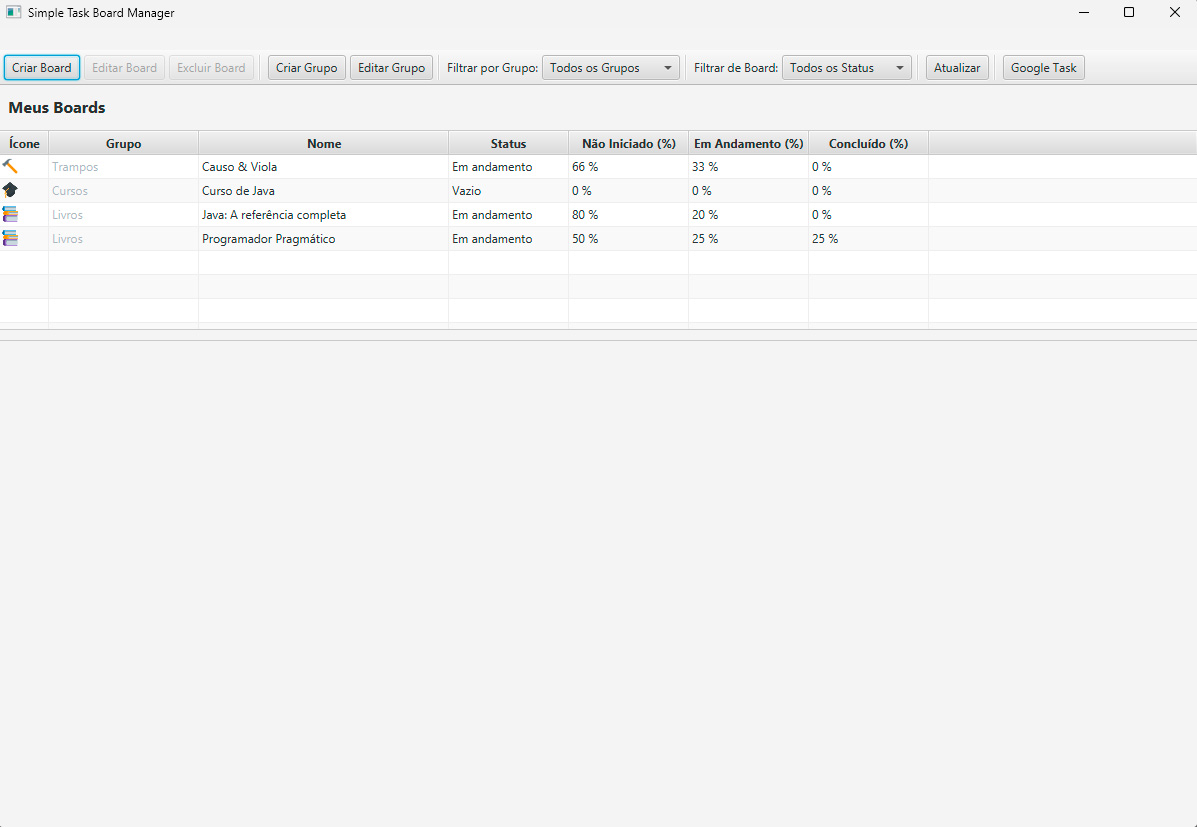 Simple Task Board Manager
Criar Board Editar Board Excluir Board Criar Grupo Editar Grupo Filtrar por Grupo: Todos os Grupos Filtrar de Board: Todos os Status Atualizar Google Task
Meus Boards
Ícone Grupo Nome Status Não Iniciado (%) Em Andamento (%) Concluído (%)
Trampos Causo & Viola Em andamento 66 % 33 % 0 %
Cursos Curso de Java Vazio 0 % 0 % 0 %
Livros Java: A referência completa Em andamento 80 % 20 % 0 %
Livros Programador Pragmático Em andamento 50 % 25 % 25 %